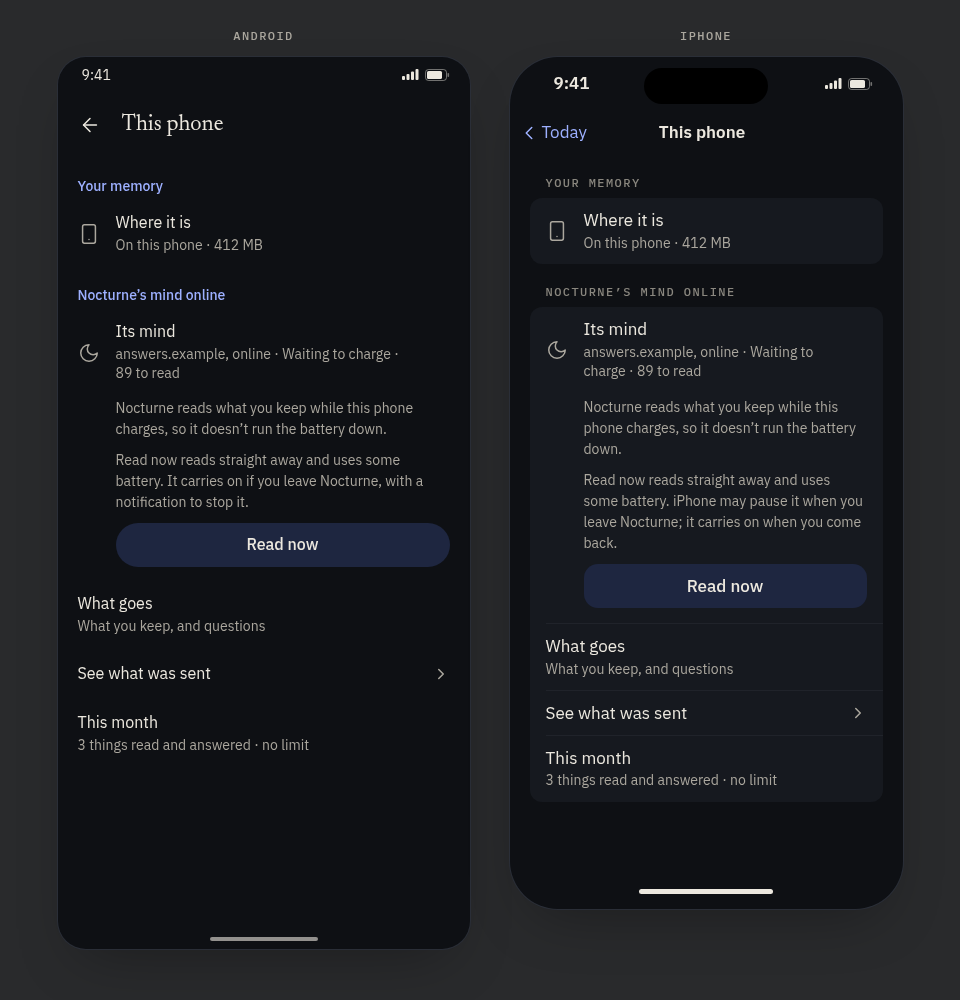 ANDROID
9:41
This phone
Your memory
Where it is
On this phone · 412 MB
Nocturne’s mind online
Its mind
answers.example, online · Waiting to charge ·
89 to read
Nocturne reads what you keep while this phone
charges, so it doesn’t run the battery down.
Read now reads straight away and uses some
battery. It carries on if you leave Nocturne, with a
notification to stop it.
Read now
What goes
What you keep, and questions
See what was sent
This month
3 things read and answered · no limit
IPHONE
9:41
Today
This phone
YOUR MEMORY
Where it is
On this phone · 412 MB
NOCTURNE’S MIND ONLINE
Its mind
answers.example, online · Waiting to
charge · 89 to read
Nocturne reads what you keep while this
phone charges, so it doesn’t run the battery
down.
Read now reads straight away and uses
some battery. iPhone may pause it when you
leave Nocturne; it carries on when you come
back.
Read now
What goes
What you keep, and questions
See what was sent
This month
3 things read and answered · no limit